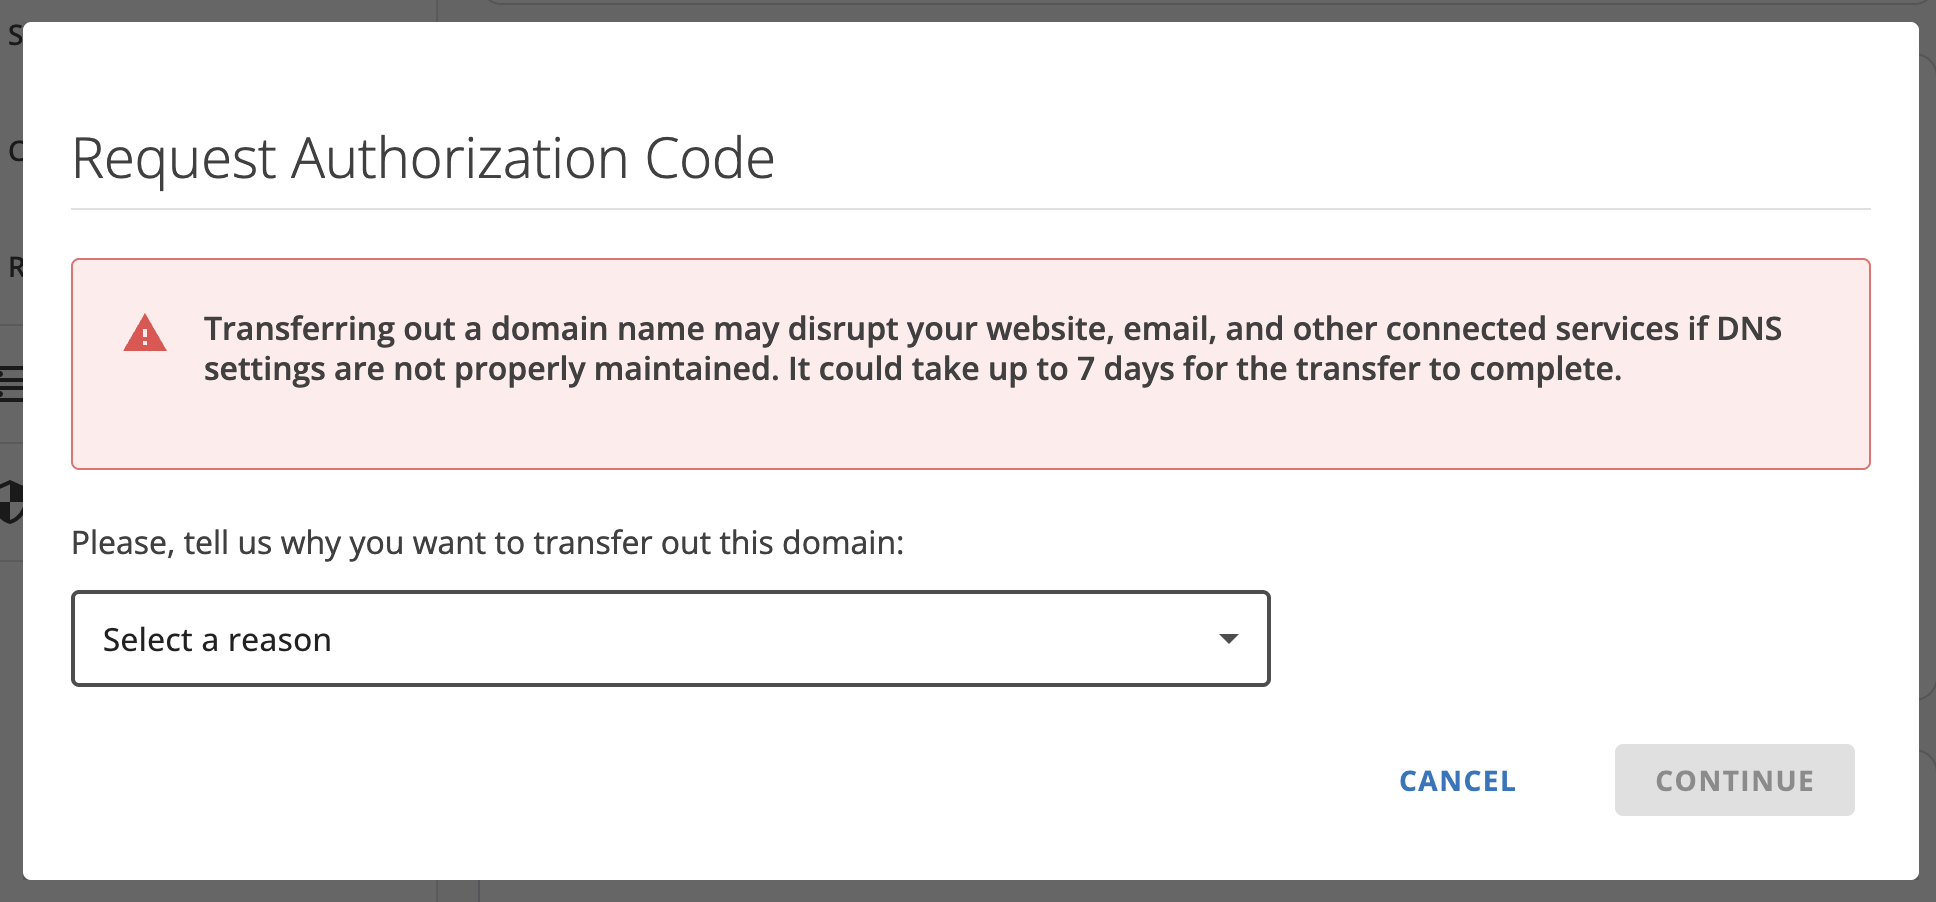 Request Authorization Code
Transferring out a domain name may disrupt your website, email, and other connected services if DNS
settings are not properly maintained. It could take up to 7 days for the transfer to complete.
Please, tell us why you want to transfer out this domain:
Select a reason
CANCEL
CONTINUE